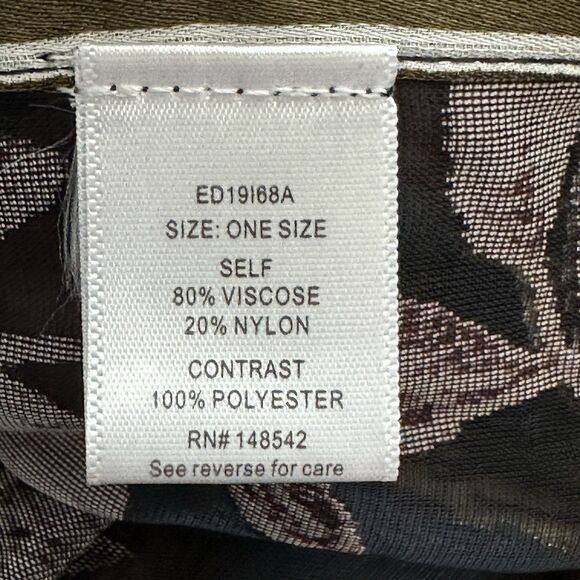 ED19I68A
SIZE: ONE SIZE
SELF
80% VISCOSE
20% NYLON
CONTRAST
100% POLYESTER
RN# 148542
See reverse for care